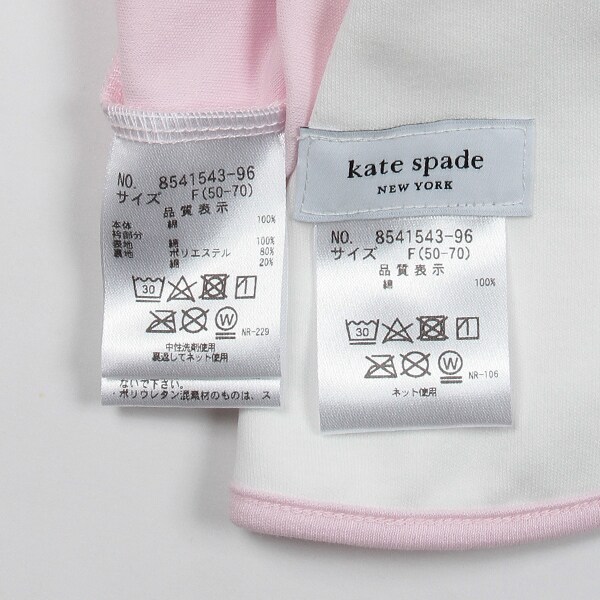 NO. 8541543-96
サイズ F(50-70)
品質表示
本体 綿 100%
衿部分
表地 綿 100%
裏地 ポリエステル 80%
綿 20%
30
W
NR-229
中性洗剤使用
裏返してネット使用
ないで下さい。
・ポリウレタン混素材のものは、ス
kate spade
NEW YORK
NO. 8541543-96
サイズ F(50-70)
品質表示
綿 100%
30
W
NR-106
ネット使用